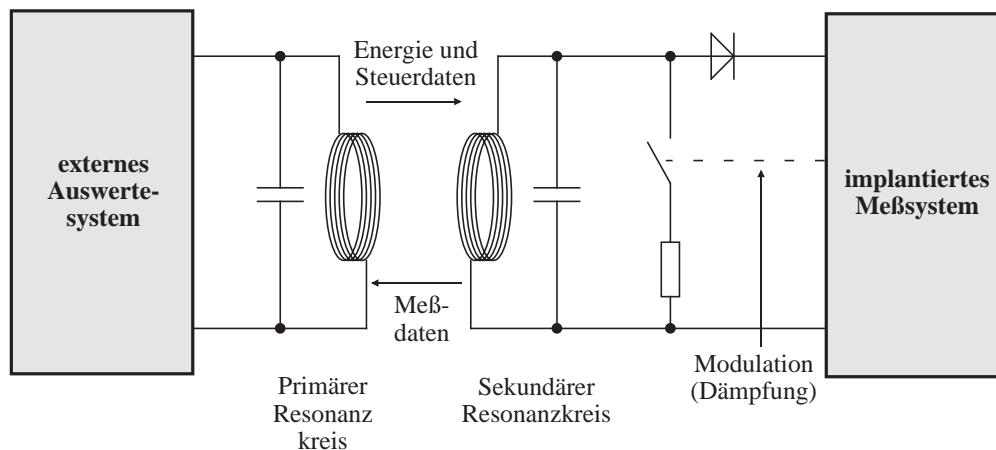 externes
Auswerte-
system
Energie und
Steuerdaten
Meß-
daten
Primärer
Resonanz
kreis
Sekundärer
Resonanzkreis
Modulation
(Dämpfung)
implantiertes
Meßsystem